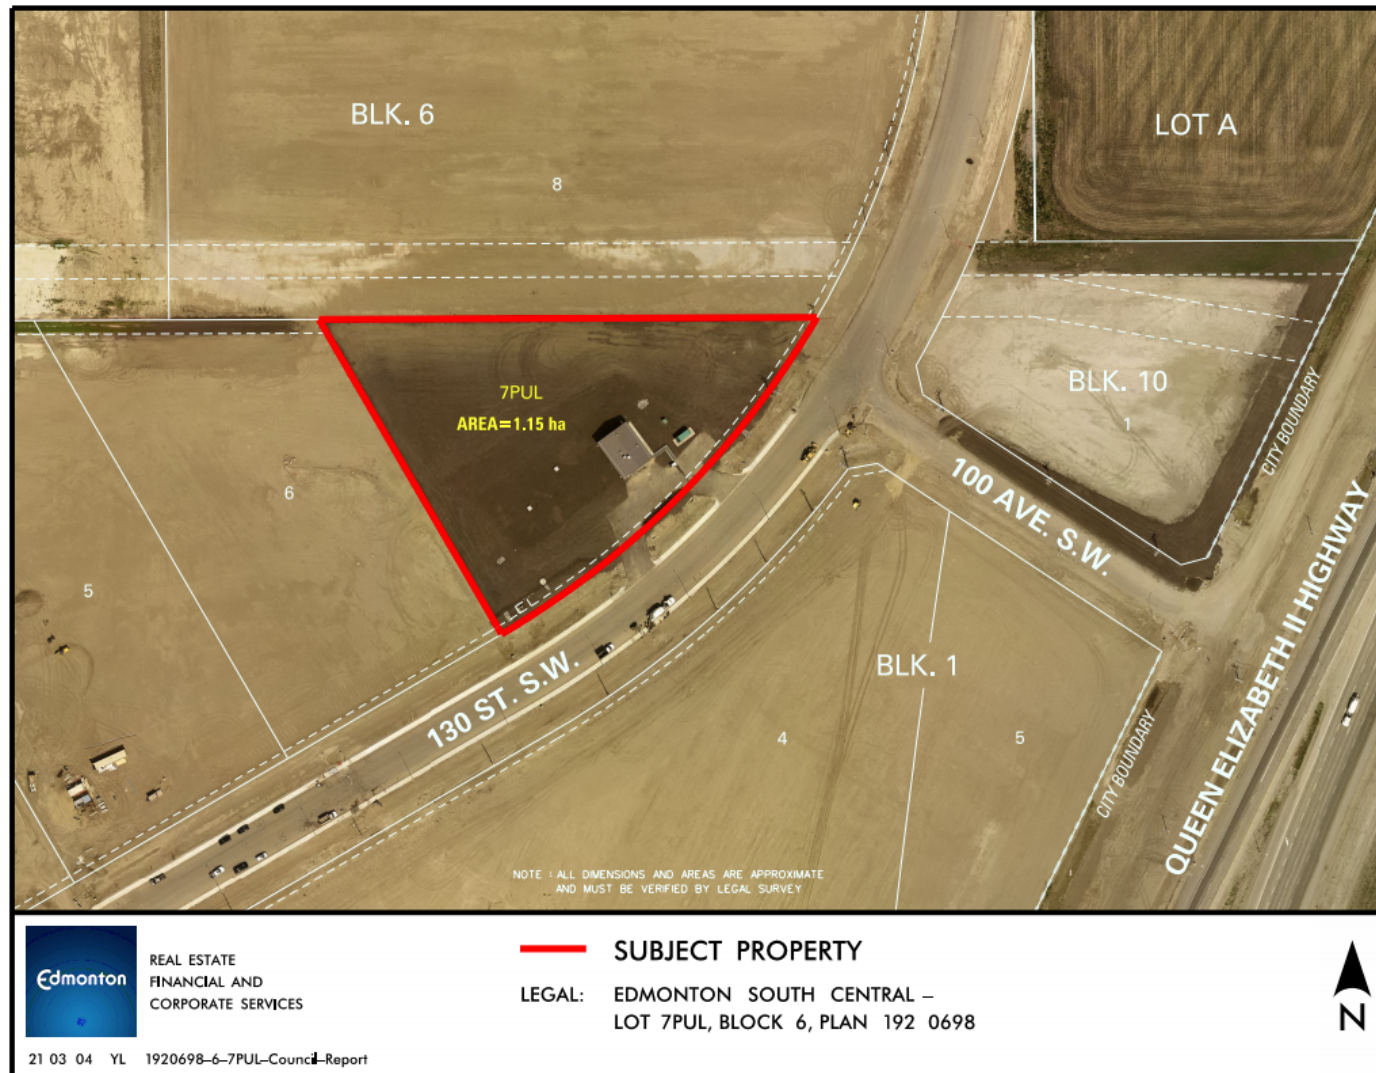 BLK. 6
LOT A
8
7PUL
AREA=1.15 ha
BLK. 10
1
CITY BOUNDARY
6
100 AVE. S.W.
QUEEN ELIZABETH II HIGHWAY
5
130 ST. S.W.
BLK. 1
4
5
CITY BOUNDARY
NOTE : ALL DIMENSIONS AND AREAS ARE APPROXIMATE
AND MUST BE VERIFIED BY LEGAL SURVEY
Edmonton
REAL ESTATE
FINANCIAL AND
CORPORATE SERVICES
SUBJECT PROPERTY
LEGAL: EDMONTON SOUTH CENTRAL –
LOT 7PUL, BLOCK 6, PLAN 192 0698
N
21 03 04 YL 1920698–6–7PUL–Council–Report